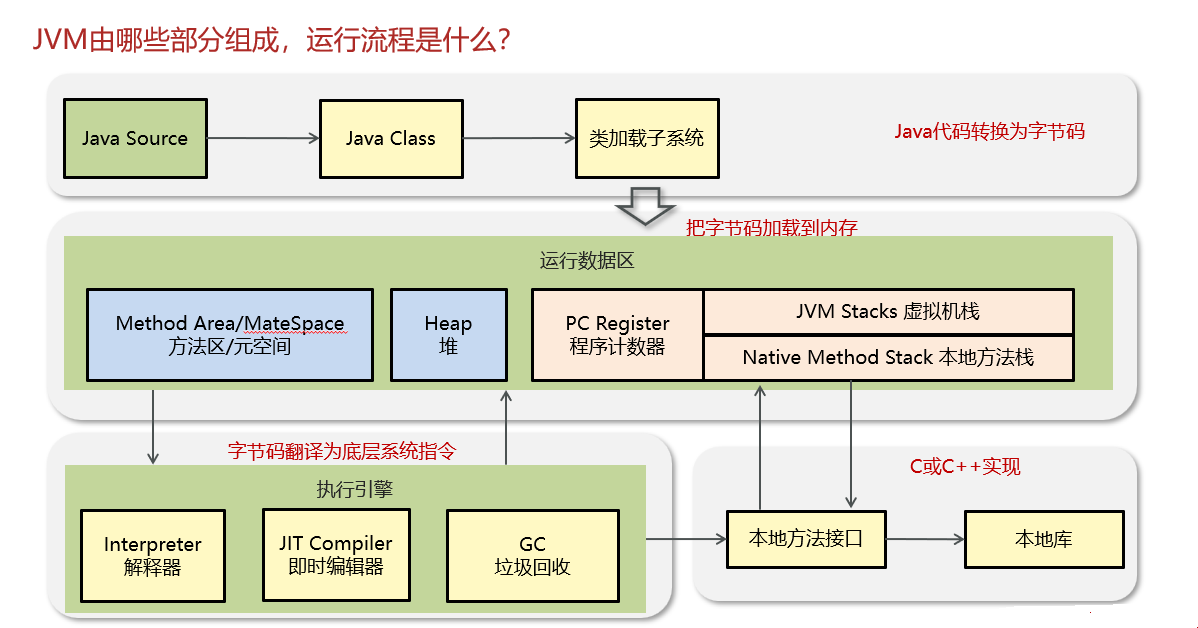 JVM由哪些部分组成，运行流程是什么？
Java Source
Java Class
类加载子系统
Java代码转换为字节码
把字节码加载到内存
运行数据区
Method Area/MateSpace
方法区/元空间
Heap
堆
PC Register
程序计数器
JVM Stacks 虚拟机栈
Native Method Stack 本地方法栈
字节码翻译为底层系统指令
执行引擎
Interpreter
解释器
JIT Compiler
即时编辑器
GC
垃圾回收
C或C++实现
本地方法接口
本地库